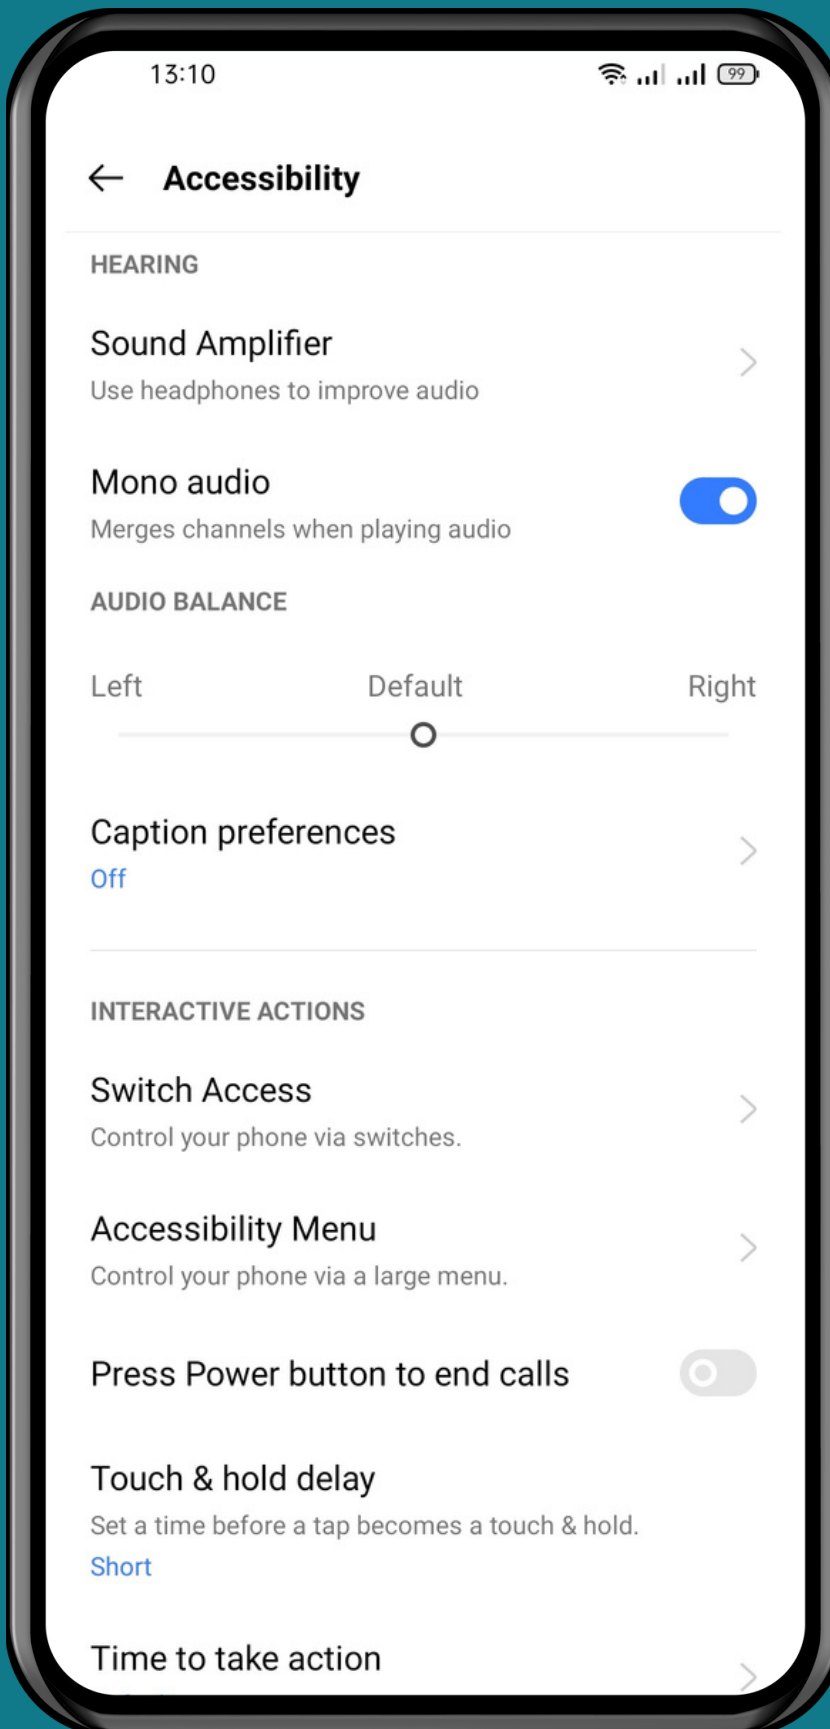 13:10
99
Accessibility
HEARING
Sound Amplifier
Use headphones to improve audio
Mono audio
Merges channels when playing audio
AUDIO BALANCE
Left Default Right
Caption preferences
Off
INTERACTIVE ACTIONS
Switch Access
Control your phone via switches.
Accessibility Menu
Control your phone via a large menu.
Press Power button to end calls
Touch & hold delay
Set a time before a tap becomes a touch & hold.
Short
Time to take action